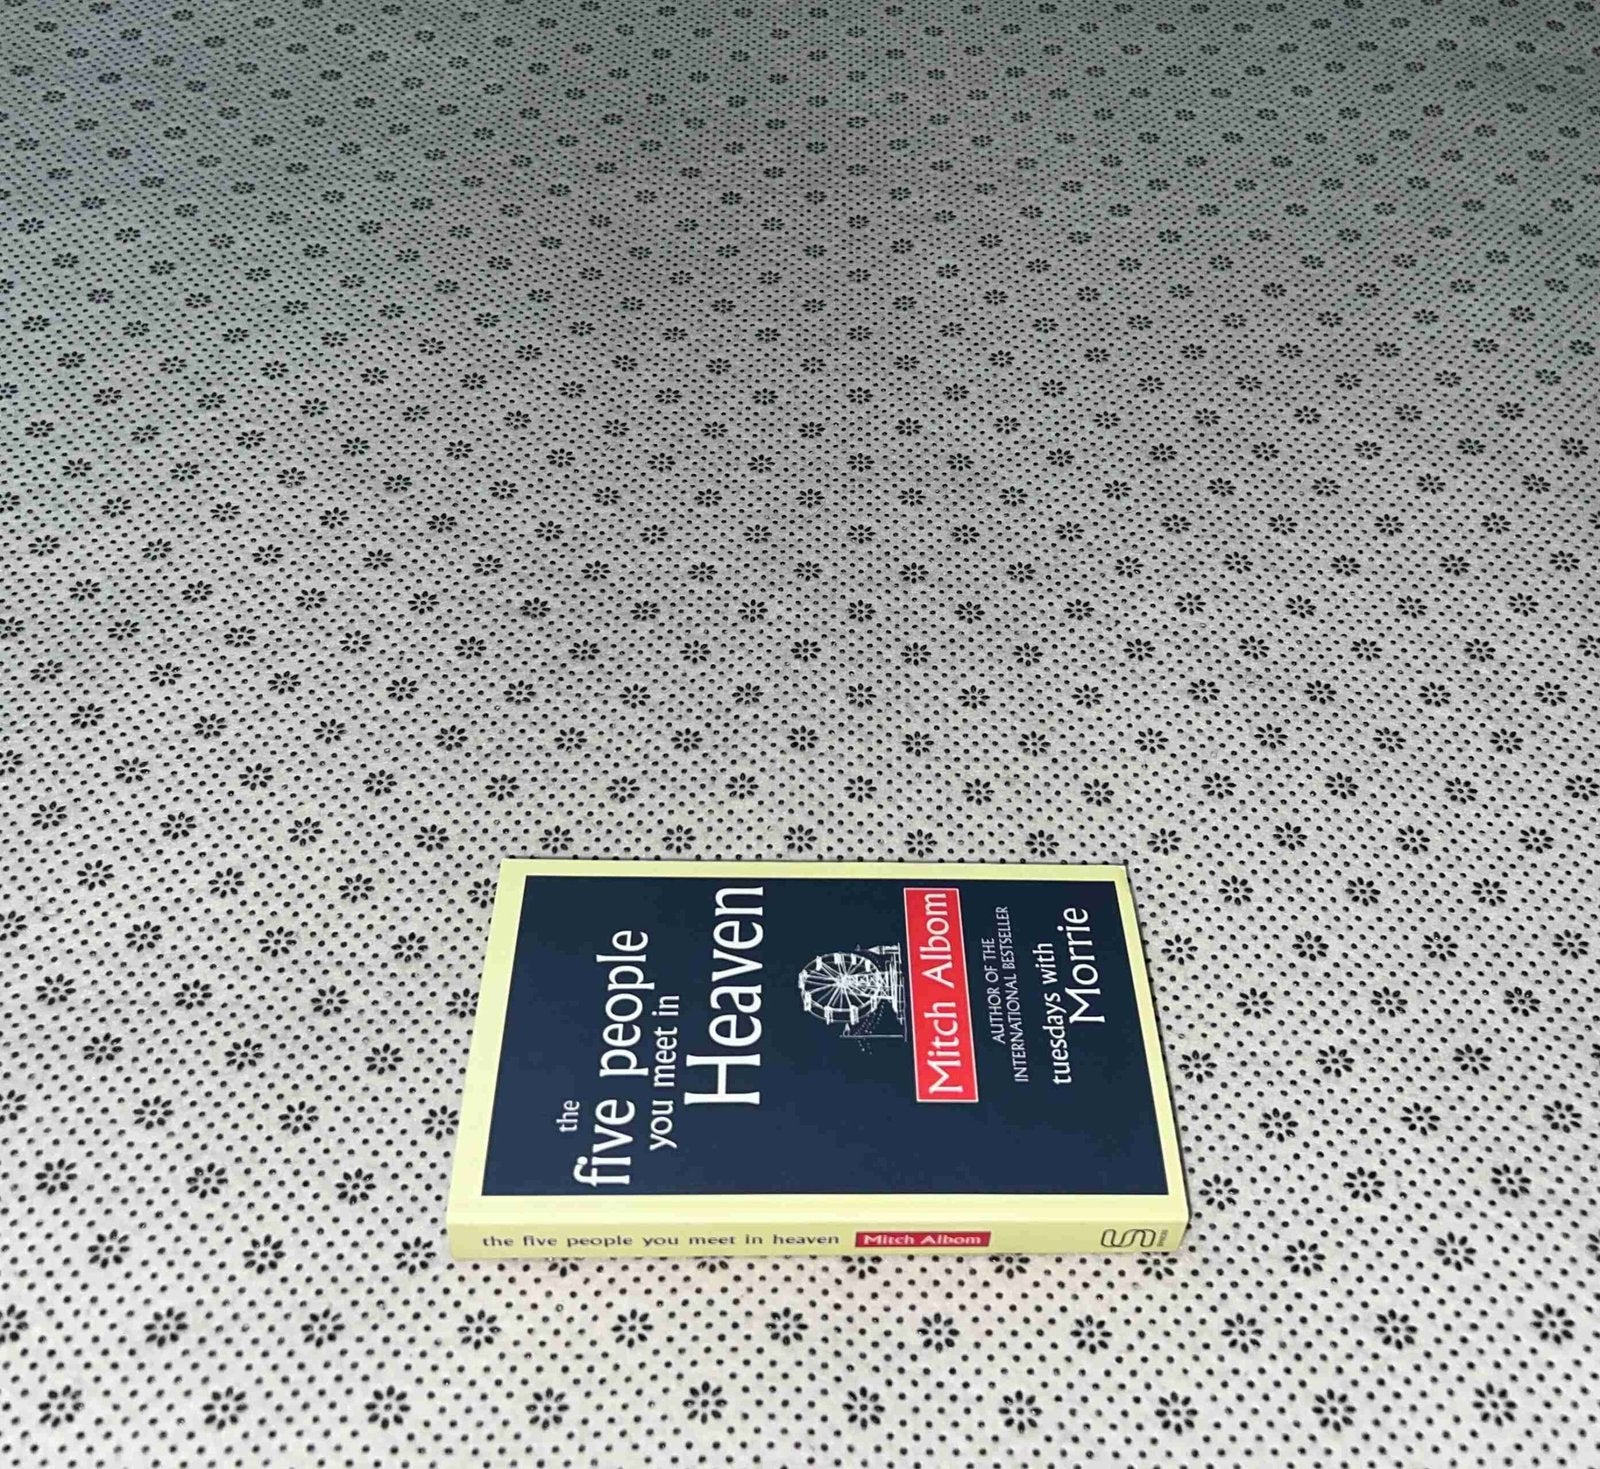 the
five people
you meet in
Heaven
Mitch Albom
AUTHOR OF THE
INTERNATIONAL BESTSELLER
tuesdays with
Morrie
the five people you meet in heaven Mitch Albom